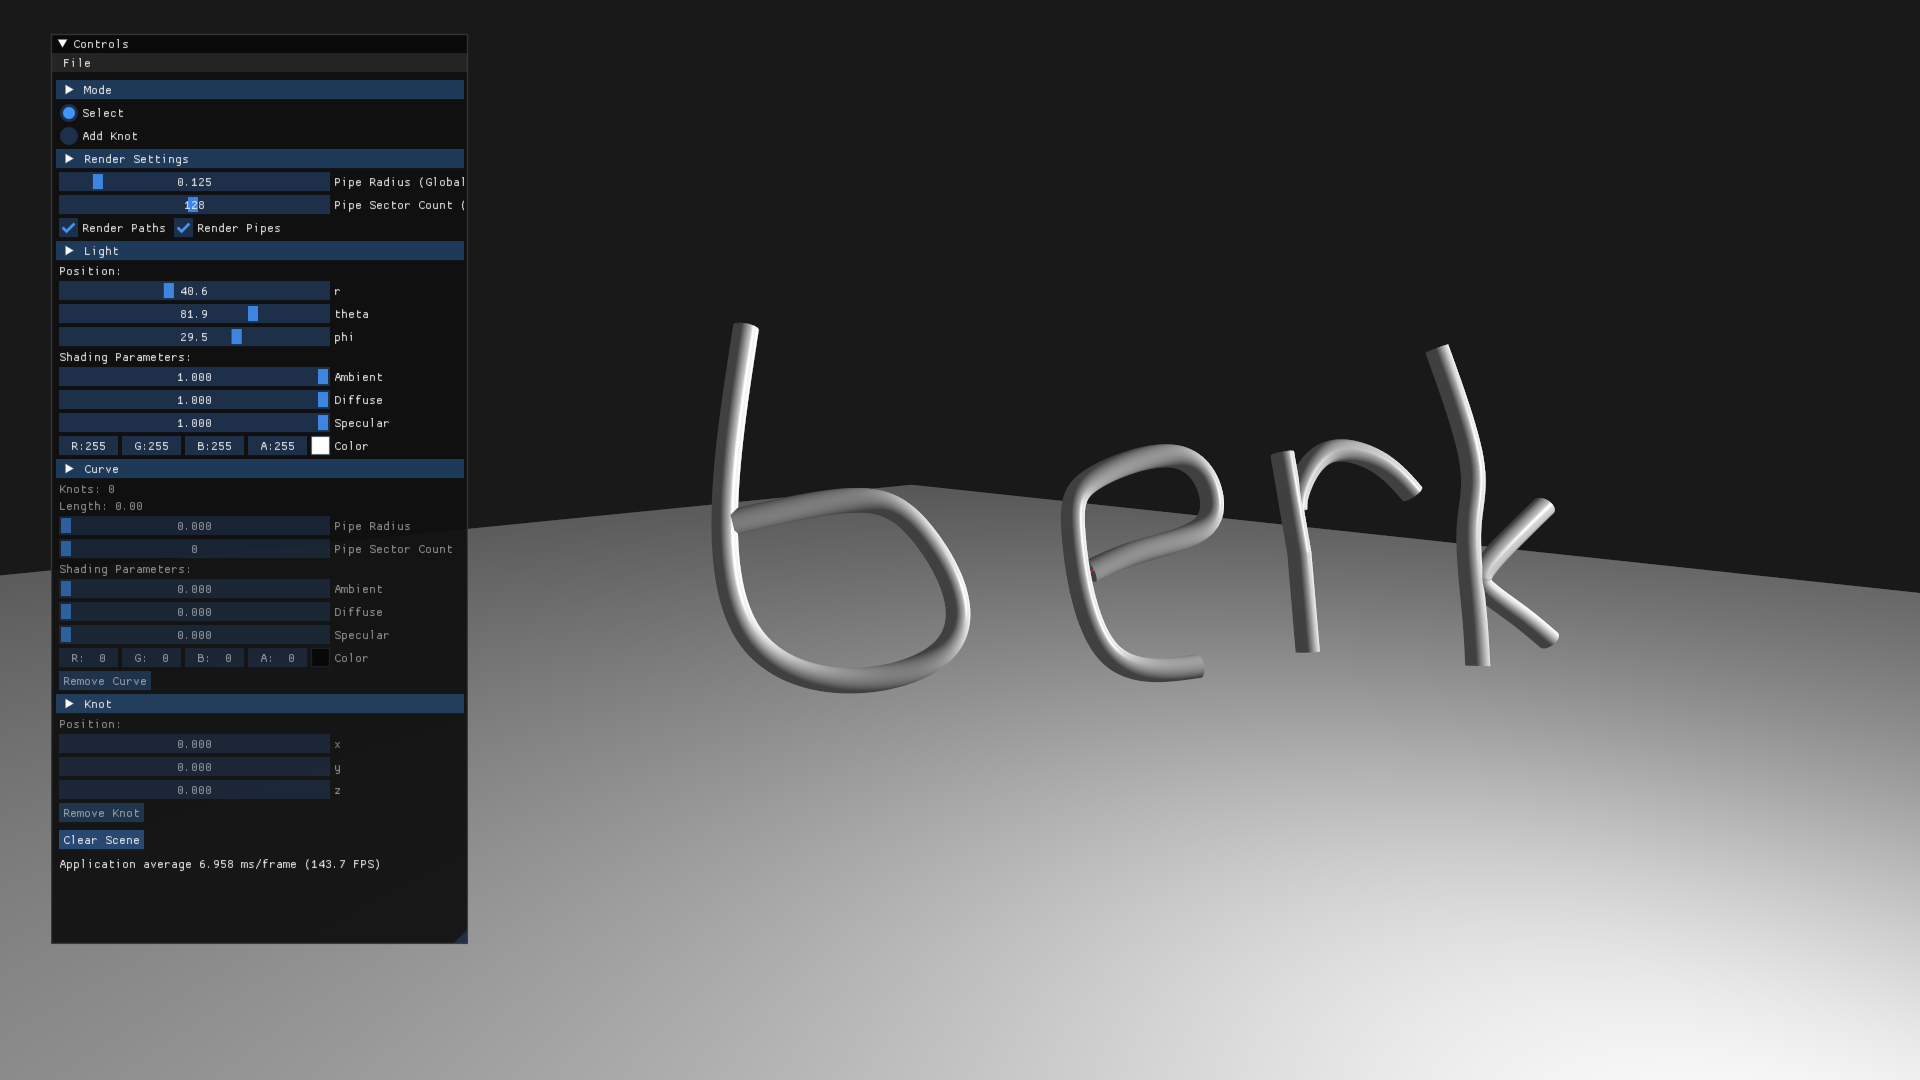 Controls
File
Mode
Select
Add Knot
Render Settings
0.125 Pipe Radius (Global
128 Pipe Sector Count (
Render Paths Render Pipes
Light
Position:
40.6 r
81.9 theta
29.5 phi
Shading Parameters:
1.000 Ambient
1.000 Diffuse
1.000 Specular
R:255 G:255 B:255 A:255 Color
Curve
Knots: 0
Length: 0.00
0.000 Pipe Radius
0 Pipe Sector Count
Shading Parameters:
0.000 Ambient
0.000 Diffuse
0.000 Specular
R: 0 G: 0 B: 0 A: 0 Color
Remove Curve
Knot
Position:
0.000 x
0.000 y
0.000 z
Remove Knot
Clear Scene
Application average 6.958 ms/frame (143.7 FPS)
berk